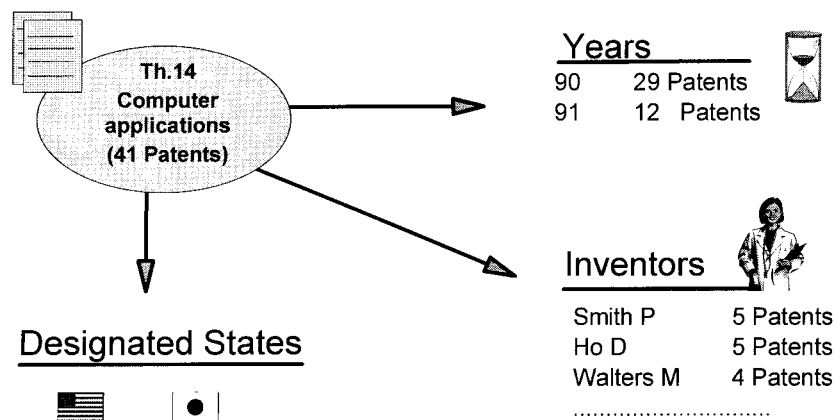 Th.14
Computer
applications
(41 Patents)
Years
90 29 Patents
91 12 Patents
Inventors
Smith P 5 Patents
Ho D 5 Patents
Walters M 4 Patents
..............................
Designated States